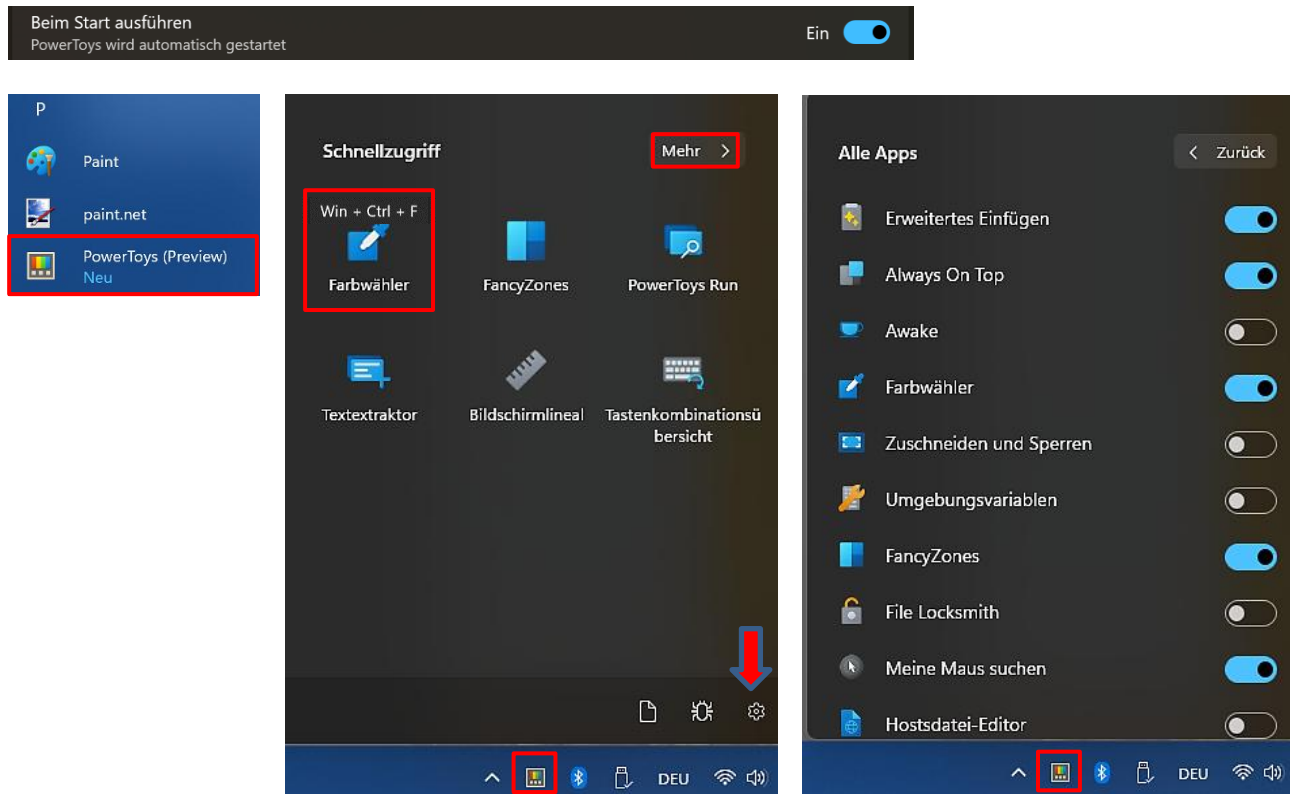 Beim Start ausführen
PowerToys wird automatisch gestartet
Ein
P
Paint
paint.net
PowerToys (Preview)
Neu
Schnellzugriff
Mehr
Win + Ctrl + F
Farbwähler
FancyZones
PowerToys Run
Textextraktor
Bildschirmlineal
Tastenkombinationsü
bersicht
DEU
Alle Apps
Zurück
Erweitertes Einfügen
Always On Top
Awake
Farbwähler
Zuschneiden und Sperren
Umgebungsvariablen
FancyZones
File Locksmith
Meine Maus suchen
Hostsdatei-Editor
DEU